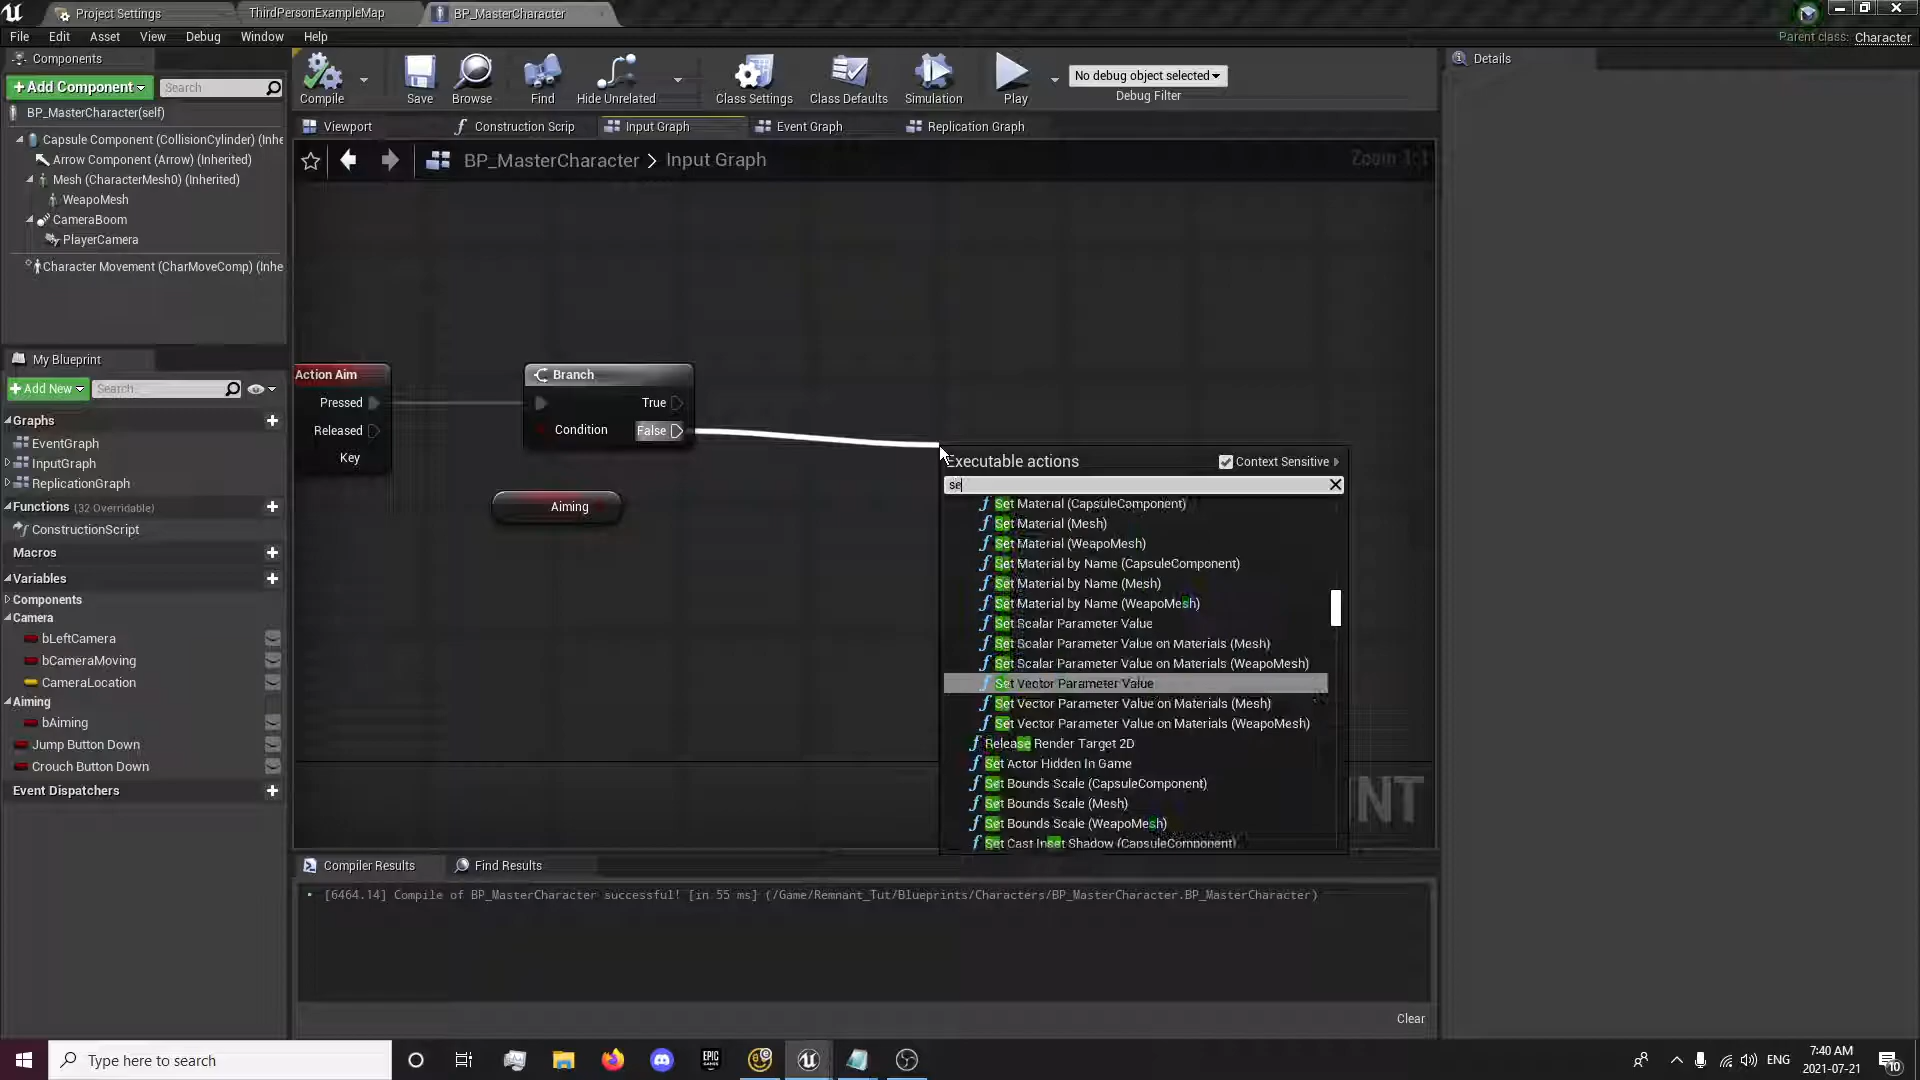 Project Settings
ThirdPersonExampleMap
BP_MasterCharacter
File Edit Asset View Debug Window Help
Parent class: Character
Components
+Add Component
Search
BP_MasterCharacter(self)
Capsule Component (CollisionCylinder) (Inhe
Arrow Component (Arrow) (Inherited)
Mesh (CharacterMesh0) (Inherited)
WeapoMesh
CameraBoom
PlayerCamera
Character Movement (CharMoveComp) (Inhe
Compile
Save
Browse
Find
Hide Unrelated
Class Settings
Class Defaults
Simulation
Play
No debug object selected
Debug Filter
Details
Viewport
Construction Scrip
Input Graph
Event Graph
Replication Graph
BP_MasterCharacter > Input Graph
Zoom 1:1
My Blueprint
+Add New
Search
Graphs
EventGraph
InputGraph
ReplicationGraph
Functions (32 Overridable)
ConstructionScript
Macros
Variables
Components
Camera
bLeftCamera
bCameraMoving
CameraLocation
Aiming
bAiming
Jump Button Down
Crouch Button Down
Event Dispatchers
Action Aim
Pressed
Released
Key
Branch
True
Condition
False
Aiming
Executable actions
Context Sensitive
se
Set Material (CapsuleComponent)
Set Material (Mesh)
Set Material (WeapoMesh)
Set Material by Name (CapsuleComponent)
Set Material by Name (Mesh)
Set Material by Name (WeapoMesh)
Set Scalar Parameter Value
Set Scalar Parameter Value on Materials (Mesh)
Set Scalar Parameter Value on Materials (WeapoMesh)
Set Vector Parameter Value
Set Vector Parameter Value on Materials (Mesh)
Set Vector Parameter Value on Materials (WeapoMesh)
Release Render Target 2D
Set Actor Hidden In Game
Set Bounds Scale (CapsuleComponent)
Set Bounds Scale (Mesh)
Set Bounds Scale (WeapoMesh)
Set Cast Inset Shadow (CapsuleComponent)
NT
Compiler Results
Find Results
[6464.14] Compile of BP_MasterCharacter successful! [in 55 ms] (/Game/Remnant_Tut/Blueprints/Characters/BP_MasterCharacter.BP_MasterCharacter)
Clear
Type here to search
EPIC
GAMES
ENG
7:40 AM
2021-07-21
10